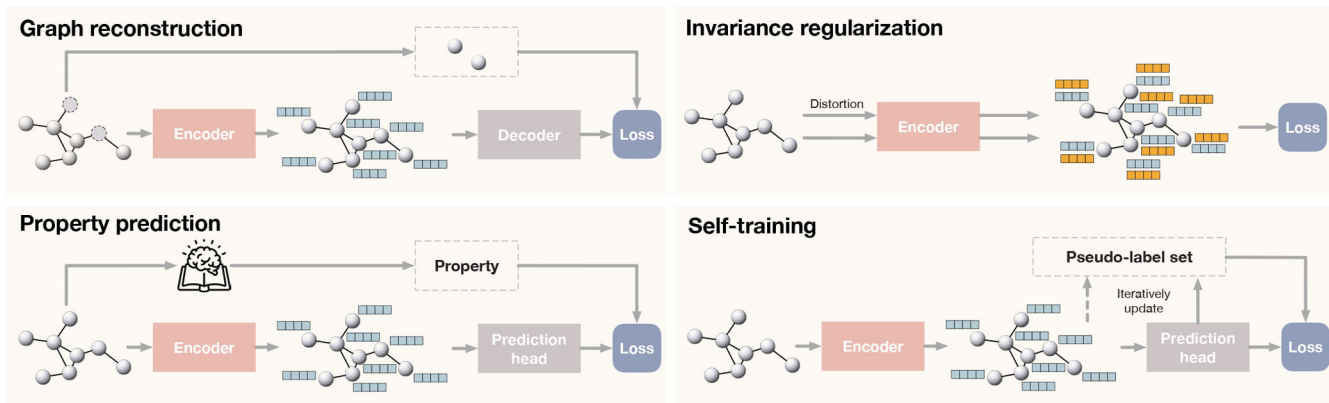 Graph reconstruction
Encoder
Decoder
Loss
Invariance regularization
Distortion
Encoder
Loss
Property prediction
Property
Encoder
Prediction
head
Loss
Self-training
Pseudo-label set
Iteratively
update
Encoder
Prediction
head
Loss